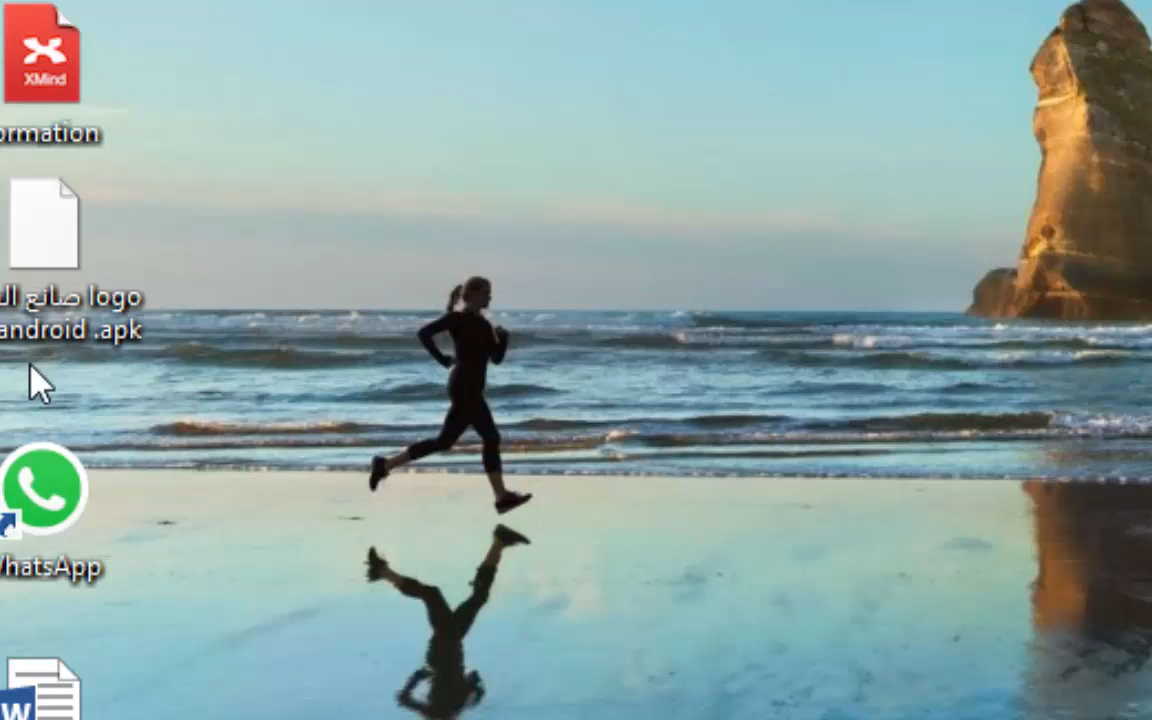 XMind
ormation
صانع ال logo
android .apk
WhatsApp
W